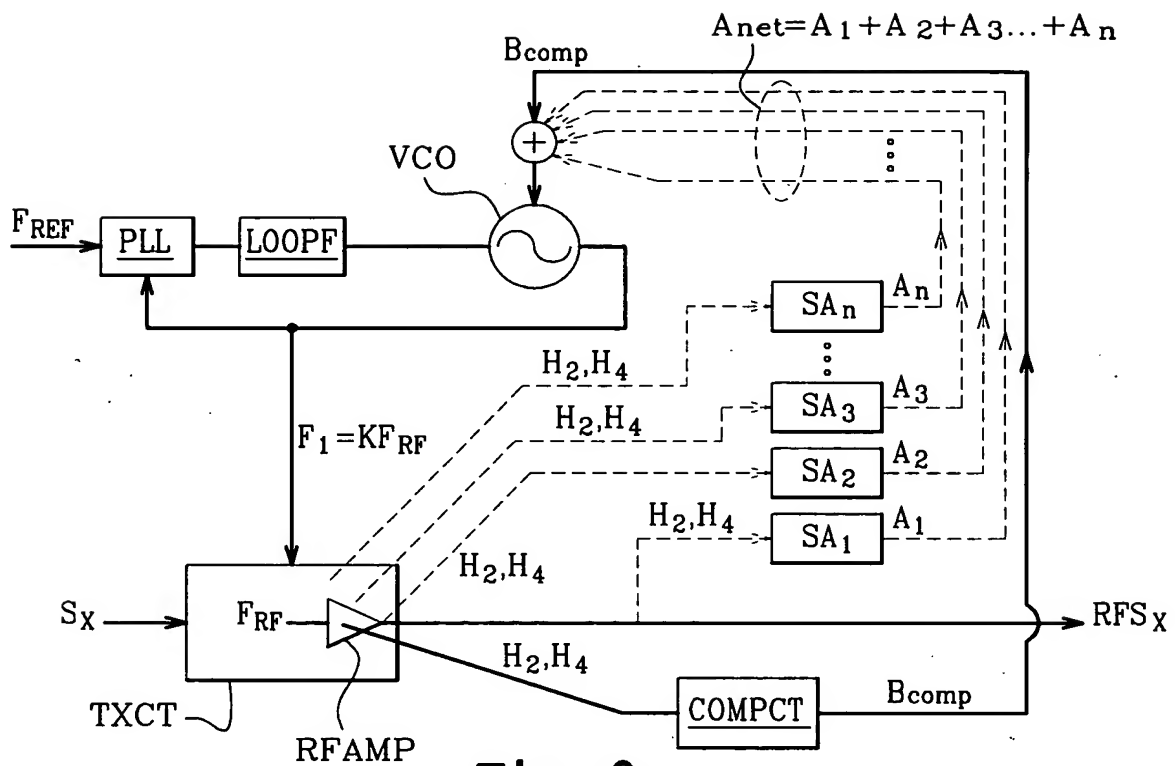 Anet=A1+A2+A3...+An
Bcomp
+
VCO
FREF
PLL
LOOPF
SAn
An
H2,H4
SA3
A3
H2,H4
F1=KFRF
SA2
A2
H2,H4
SA1
A1
H2,H4
SX
FRF
RFSX
H2,H4
TXCT
RFAMP
COMPCT
Bcomp